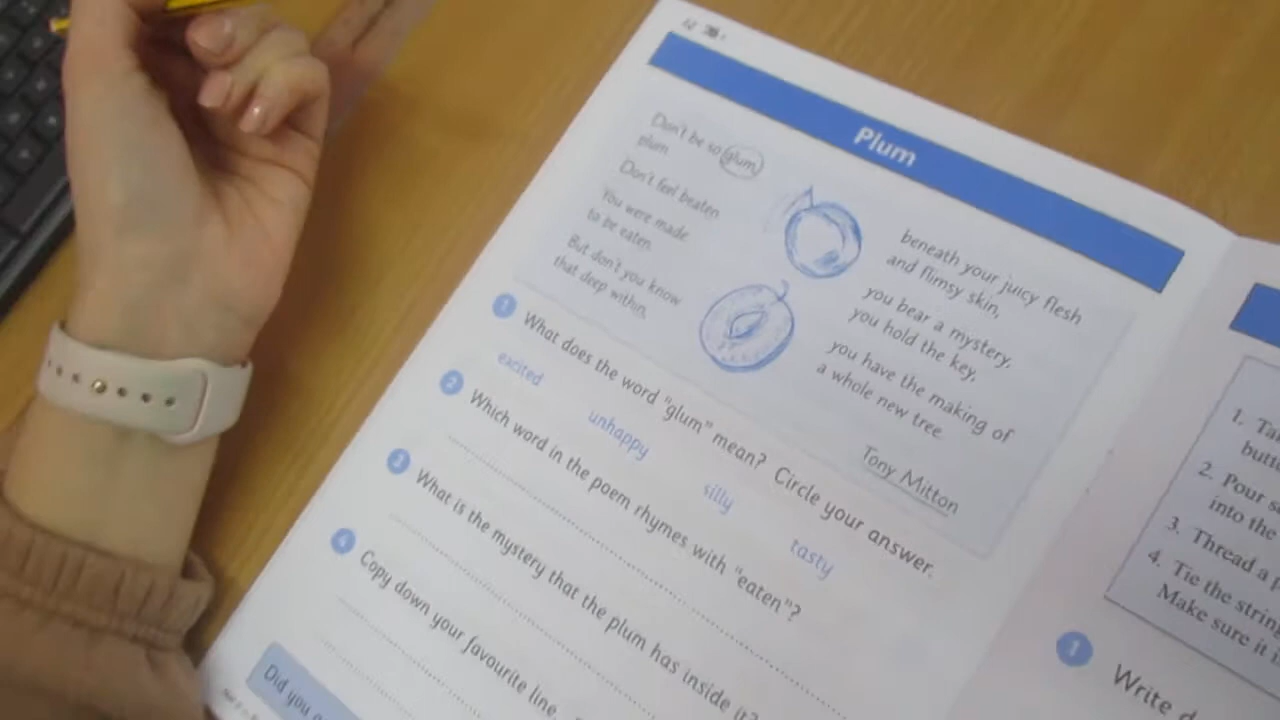 Plum
Don't be so glum,
plum.
Don't feel beaten.
You were made
to be eaten.
But don't you know
that deep within,
beneath your juicy flesh
and flimsy skin,
you bear a mystery,
you hold the key,
you have the making of
a whole new tree.
Tony Mitton
1 What does the word "glum" mean? Circle your answer.
excited unhappy silly tasty
2 Which word in the poem rhymes with "eaten"?
3 What is the mystery that the plum has inside it?
4 Copy down your favourite line.
Did you
1.
2. Pour
into the
3. Thread a
4. Tie the string
Make sure it
1 Write